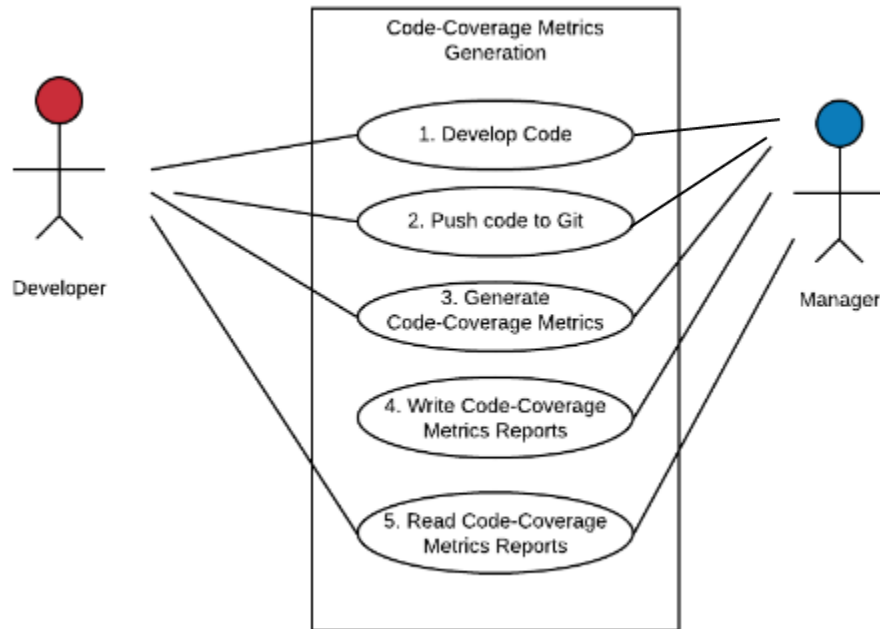 Code-Coverage Metrics
Generation
1. Develop Code
2. Push code to Git
Developer
3. Generate
Code-Coverage Metrics
Manager
4. Write Code-Coverage
Metrics Reports
5. Read Code-Coverage
Metrics Reports